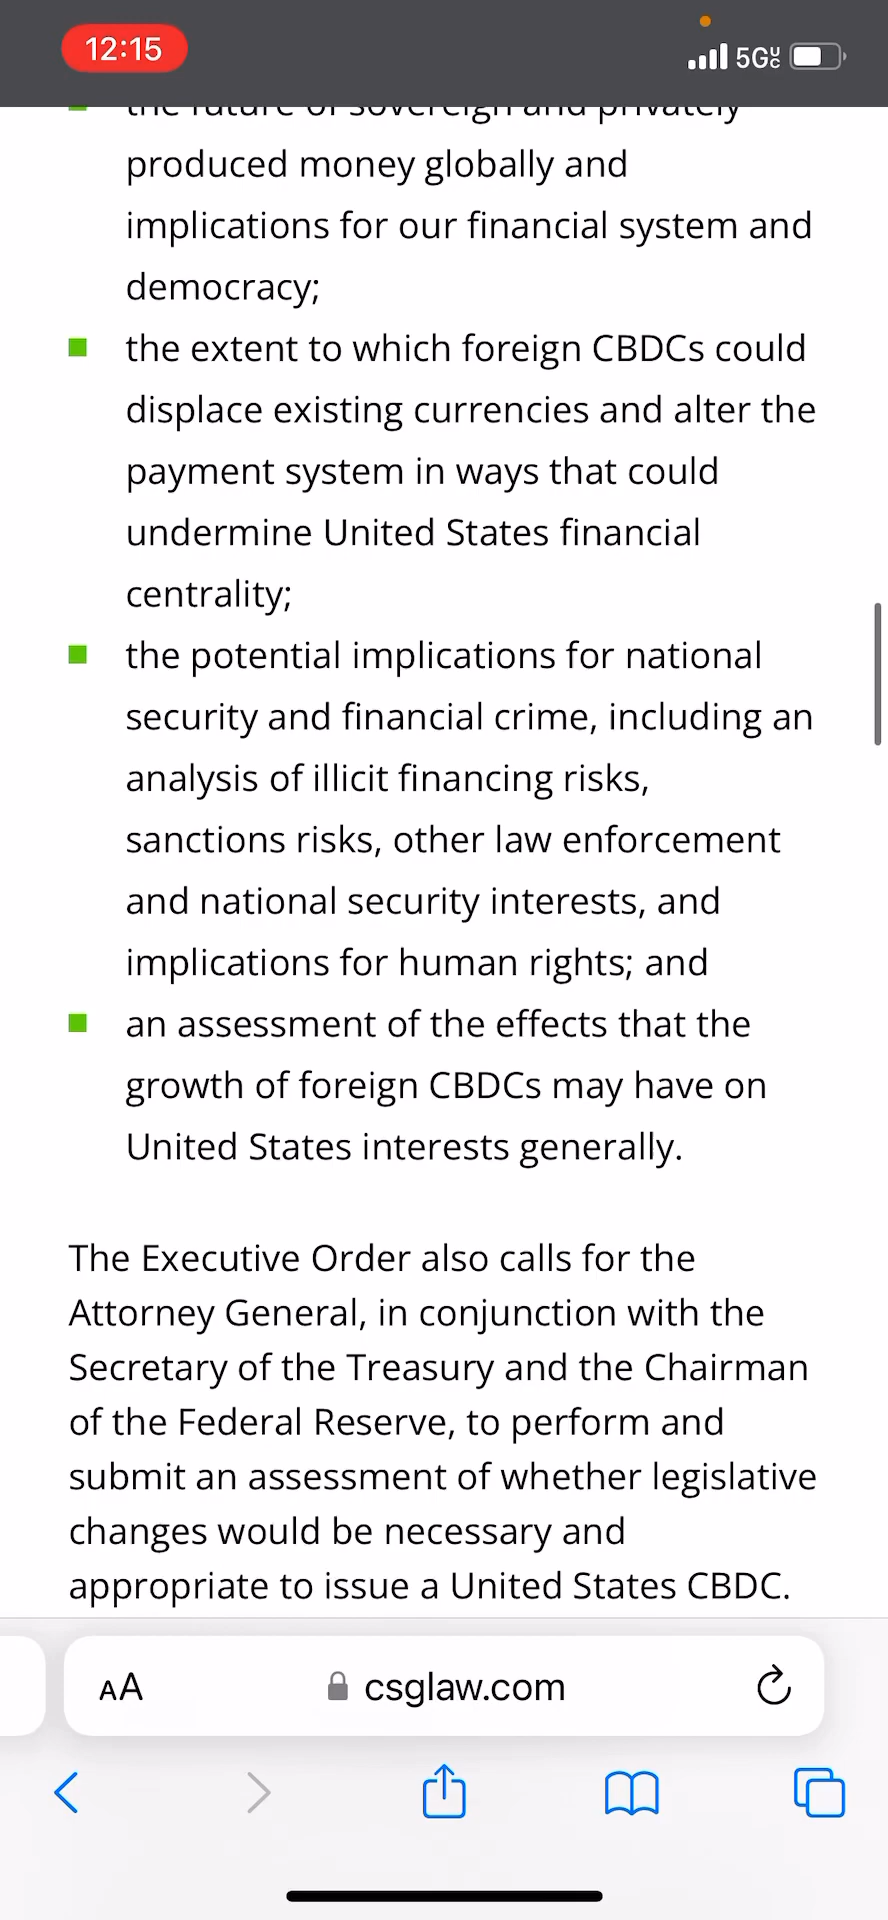 12:15
5G UC
the future of sovereign and privately
produced money globally and
implications for our financial system and
democracy;
the extent to which foreign CBDCs could
displace existing currencies and alter the
payment system in ways that could
undermine United States financial
centrality;
the potential implications for national
security and financial crime, including an
analysis of illicit financing risks,
sanctions risks, other law enforcement
and national security interests, and
implications for human rights; and
an assessment of the effects that the
growth of foreign CBDCs may have on
United States interests generally.
The Executive Order also calls for the
Attorney General, in conjunction with the
Secretary of the Treasury and the Chairman
of the Federal Reserve, to perform and
submit an assessment of whether legislative
changes would be necessary and
appropriate to issue a United States CBDC.
AA csglaw.com